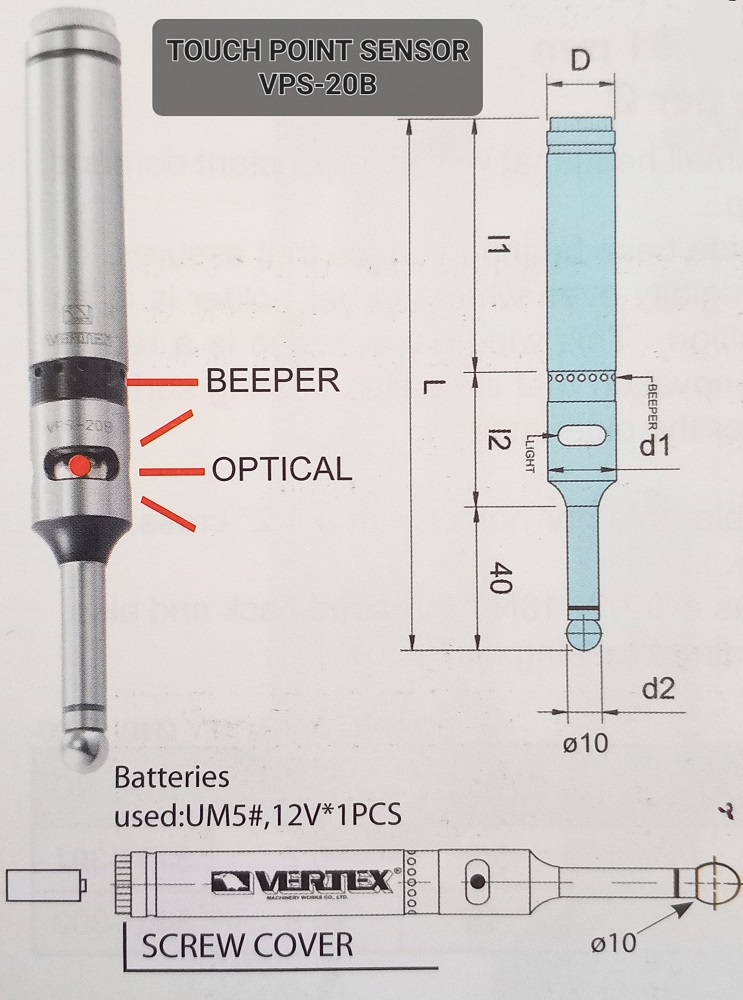 TOUCH POINT SENSOR
VPS-20B
D
l1
L
VERTEX
BEEPER
VPS-20B
BEEPER
l2
LIGHT
d1
OPTICAL
40
d2
ø10
Batteries
used:UM5#,12V*1PCS
VERTEX®
MACHINERY WORKS CO., LTD.
SCREW COVER
ø10